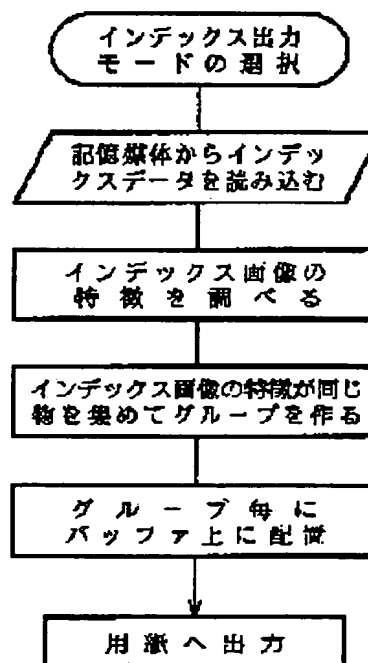 インデックス出力
モードの選択
記憶媒体からインデッ
クスデータを読み込む
インデックス画像の
特徴を調べる
インデックス画像の特徴が同じ
物を集めてグループを作る
グループ毎に
バッファ上に配置
用紙へ出力